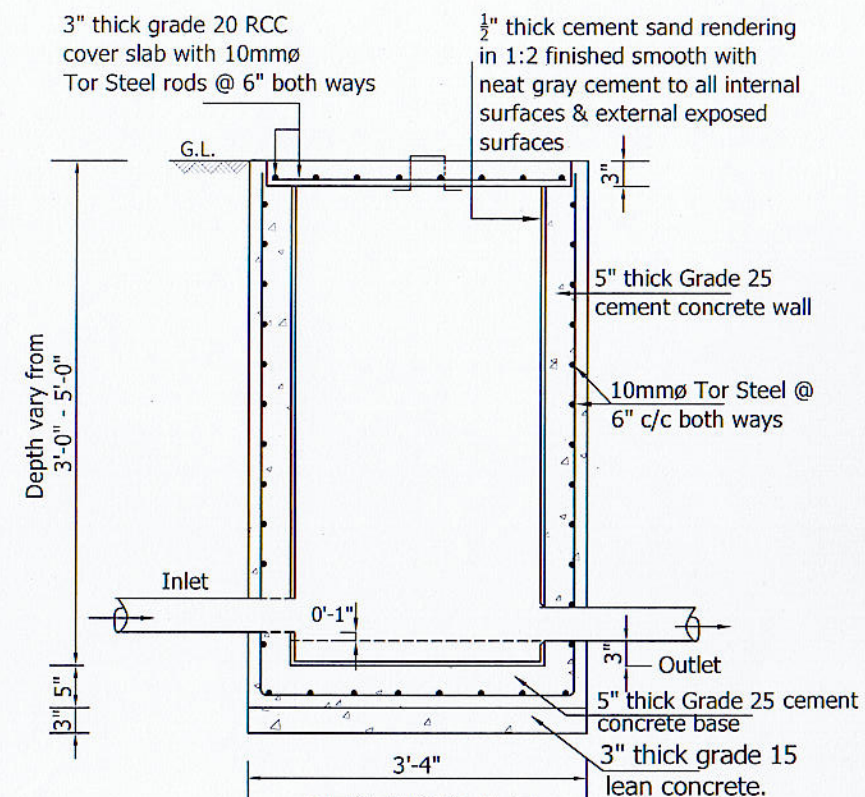 3" thick grade 20 RCC
cover slab with 10mmø
Tor Steel rods @ 6" both ways
½" thick cement sand rendering
in 1:2 finished smooth with
neat gray cement to all internal
surfaces & external exposed
surfaces
G.L.
3"
5" thick Grade 25
cement concrete wall
10mmø Tor Steel @
6" c/c both ways
Depth vary from
3'-0" - 5'-0"
Inlet
0'-1"
3"
Outlet
5"
5" thick Grade 25 cement
concrete base
3"
3" thick grade 15
lean concrete.
3'-4"